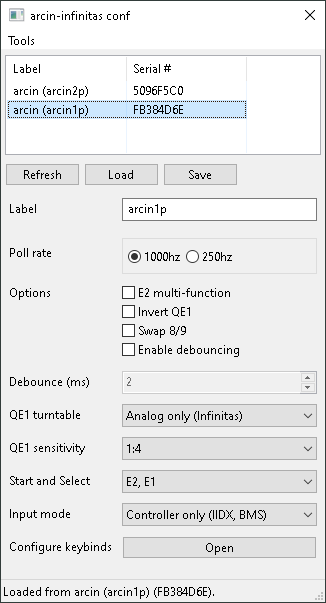 arcin-infinitas conf
Tools
Label Serial #
arcin (arcin2p) 5096F5C0
arcin (arcin1p) FB384D6E
Refresh Load Save
Label arcin1p
Poll rate 1000hz 250hz
Options E2 multi-function
Invert QE1
Swap 8/9
Enable debouncing
Debounce (ms) 2
QE1 turntable Analog only (Infinitas)
QE1 sensitivity 1:4
Start and Select E2, E1
Input mode Controller only (IIDX, BMS)
Configure keybinds Open
Loaded from arcin (arcin1p) (FB384D6E).